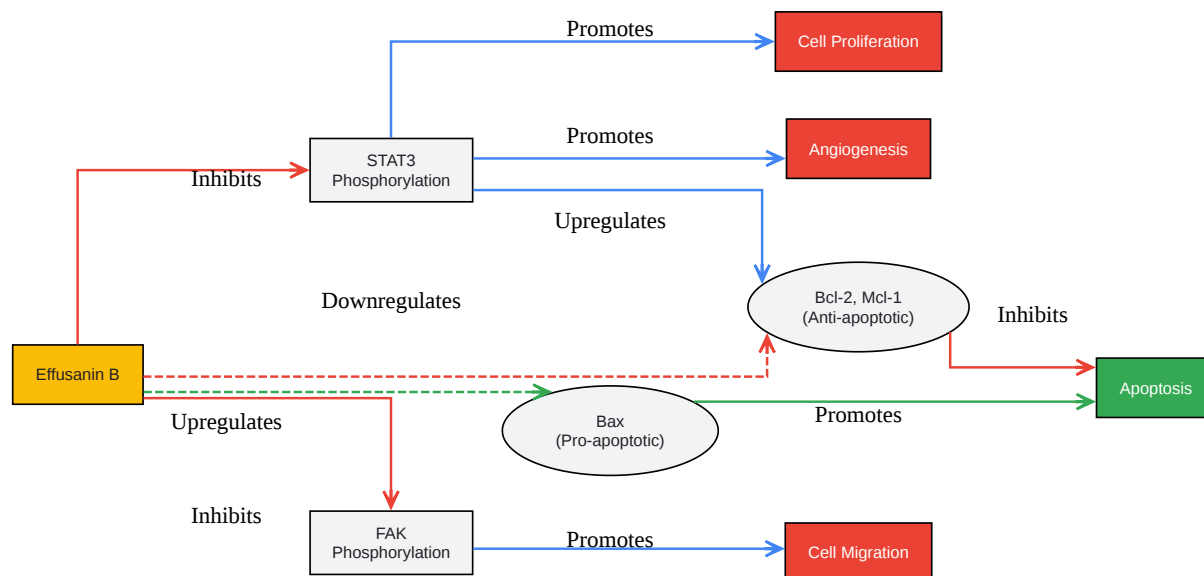 Promotes
Cell Proliferation
Promotes
Angiogenesis
STAT3
Phosphorylation
Inhibits
Upregulates
Downregulates
Bcl-2, Mcl-1
(Anti-apoptotic)
Inhibits
Effusanin B
Apoptosis
Upregulates
Bax
(Pro-apoptotic)
Promotes
Inhibits
FAK
Phosphorylation
Promotes
Cell Migration